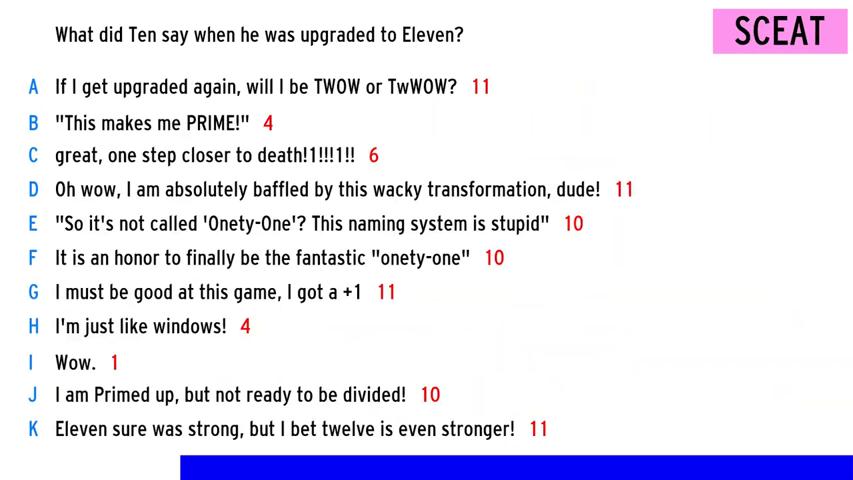 What did Ten say when he was upgraded to Eleven?
SCEAT
A If I get upgraded again, will I be TWOW or TwWOW? 11
B "This makes me PRIME!" 4
C great, one step closer to death!1!!!1!! 6
D Oh wow, I am absolutely baffled by this wacky transformation, dude! 11
E "So it's not called 'Onety-One'? This naming system is stupid" 10
F It is an honor to finally be the fantastic "onety-one" 10
G I must be good at this game, I got a +1 11
H I'm just like windows! 4
I Wow. 1
J I am Primed up, but not ready to be divided! 10
K Eleven sure was strong, but I bet twelve is even stronger! 11